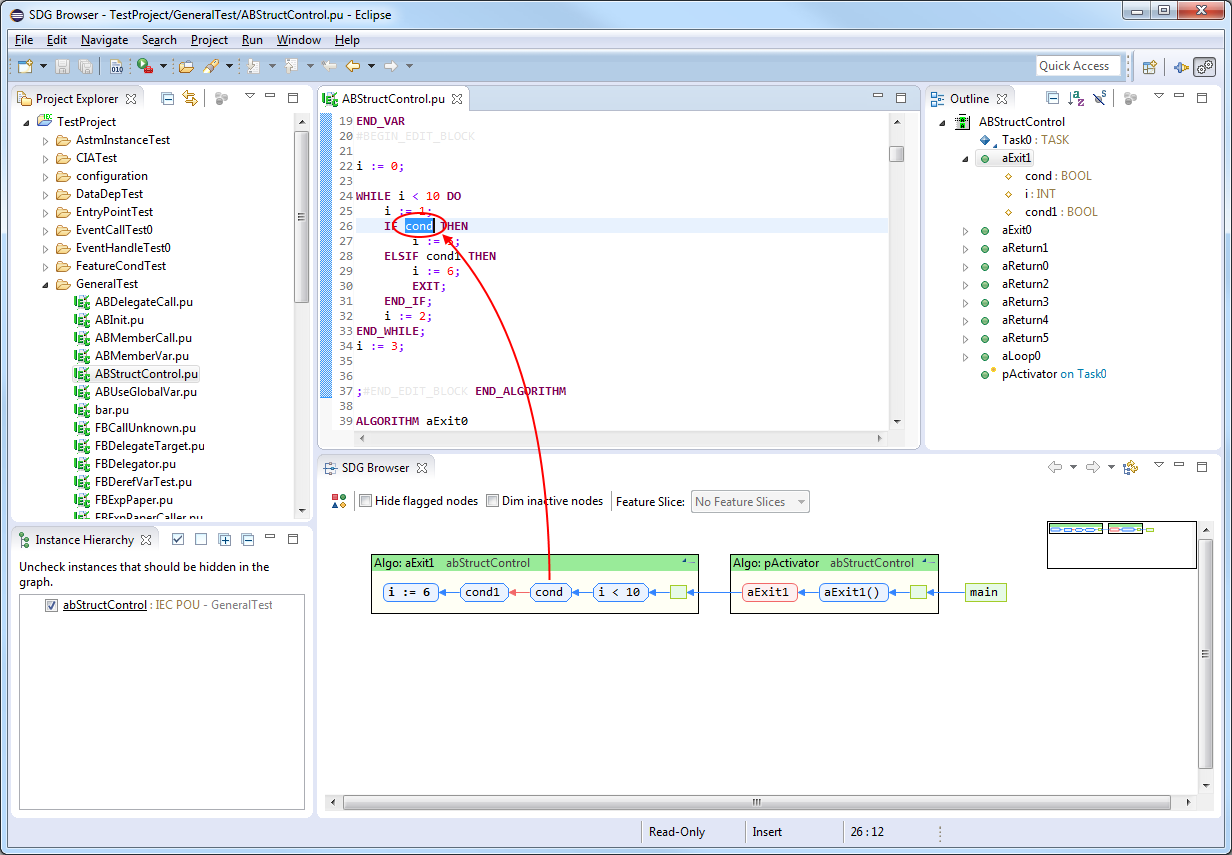 SDG Browser - TestProject/GeneralTest/ABStructControl.pu - Eclipse
File Edit Navigate Search Project Run Window Help
Quick Access
Project Explorer
TestProject
AstmInstanceTest
CIATest
configuration
DataDepTest
EntryPointTest
EventCallTest0
EventHandleTest0
FeatureCondTest
GeneralTest
ABDelegateCall.pu
ABInit.pu
ABMemberCall.pu
ABMemberVar.pu
ABStructControl.pu
ABUseGlobalVar.pu
bar.pu
FBCallUnknown.pu
FBDelegateTarget.pu
FBDelegator.pu
FBDerefVarTest.pu
FBExpPaper.pu
FBExpPaperCaller.pu
ABStructControl.pu
19 END_VAR
20 #BEGIN_EDIT_BLOCK
21
22 i := 0;
23
24 WHILE i < 10 DO
25 i := 1;
26 IF cond THEN
27 i := 5;
28 ELSIF cond1 THEN
29 i := 6;
30 EXIT;
31 END_IF;
32 i := 2;
33 END_WHILE;
34 i := 3;
35
36
37 ;#END_EDIT_BLOCK END_ALGORITHM
38
39 ALGORITHM aExit0
Outline
ABStructControl
Task0 : TASK
aExit1
cond : BOOL
i : INT
cond1 : BOOL
aExit0
aReturn1
aReturn0
aReturn2
aReturn3
aReturn4
aReturn5
aLoop0
pActivator on Task0
Instance Hierarchy
Uncheck instances that should be hidden in the
graph.
abStructControl : IEC POU - GeneralTest
SDG Browser
Hide flagged nodes Dim inactive nodes Feature Slice: No Feature Slices
Algo: aExit1 abStructControl
i := 6 cond1 cond i < 10
Algo: pActivator abStructControl
aExit1 aExit1() main
Read-Only Insert 26 : 12